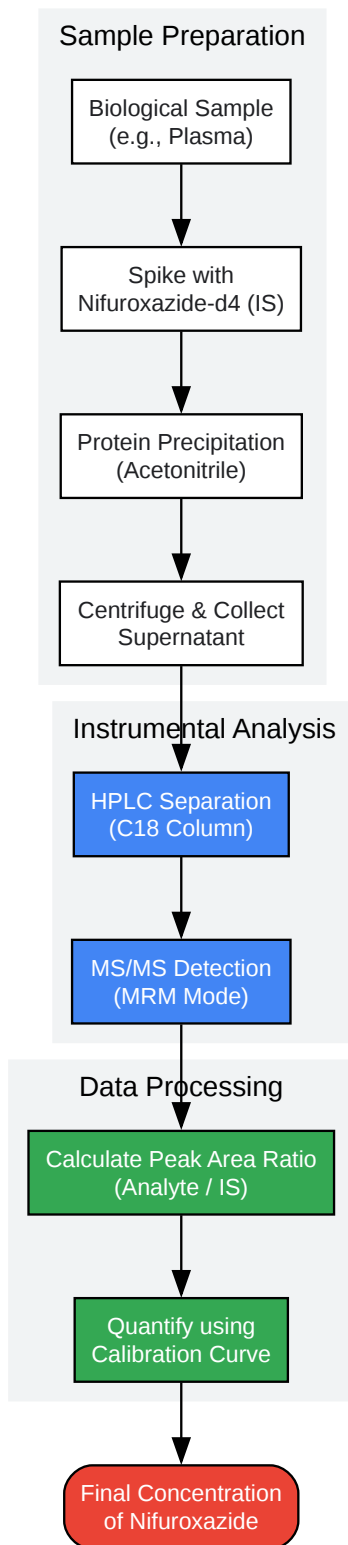 Sample Preparation
Biological Sample
(e.g., Plasma)
Spike with
Nifuroxazide-d4 (IS)
Protein Precipitation
(Acetonitrile)
Centrifuge & Collect
Supernatant
Instrumental Analysis
HPLC Separation
(C18 Column)
MS/MS Detection
(MRM Mode)
Data Processing
Calculate Peak Area Ratio
(Analyte / IS)
Quantify using
Calibration Curve
Final Concentration
of Nifuroxazide